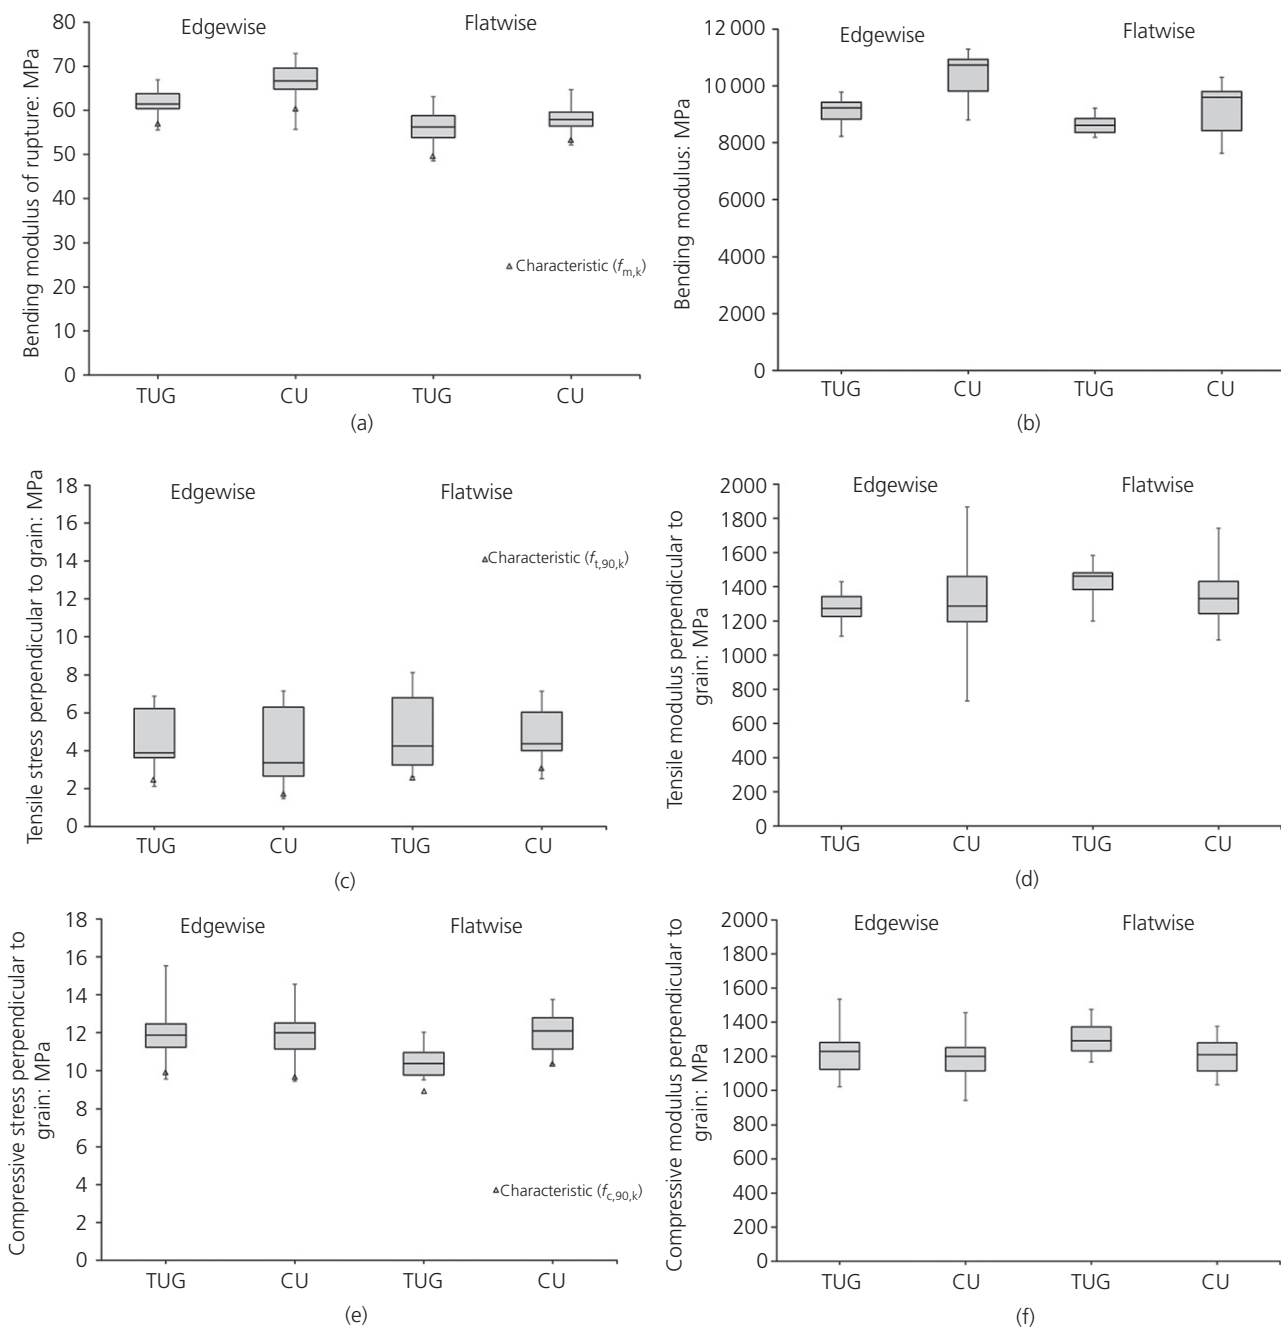 Bending modulus of rupture: MPa
80
70
60
50
40
30
20
10
0
Edgewise
Flatwise
Characteristic (fm,k)
TUG
CU
TUG
CU
(a)
Bending modulus: MPa
12 000
10 000
8000
6000
4000
2000
0
Edgewise
Flatwise
TUG
CU
TUG
CU
(b)
Tensile stress perpendicular to grain: MPa
18
16
14
12
10
8
6
4
2
0
Edgewise
Flatwise
Characteristic (ft,90,k)
TUG
CU
TUG
CU
(c)
Tensile modulus perpendicular to
grain: MPa
2000
1800
1600
1400
1200
1000
800
600
400
200
0
Edgewise
Flatwise
TUG
CU
TUG
CU
(d)
Compressive stress perpendicular to
grain: MPa
18
16
14
12
10
8
6
4
2
0
Edgewise
Flatwise
Characteristic (fc,90,k)
TUG
CU
TUG
CU
(e)
Compressive modulus perpendicular to
grain: MPa
2000
1800
1600
1400
1200
1000
800
600
400
200
0
Edgewise
Flatwise
TUG
CU
TUG
CU
(f)